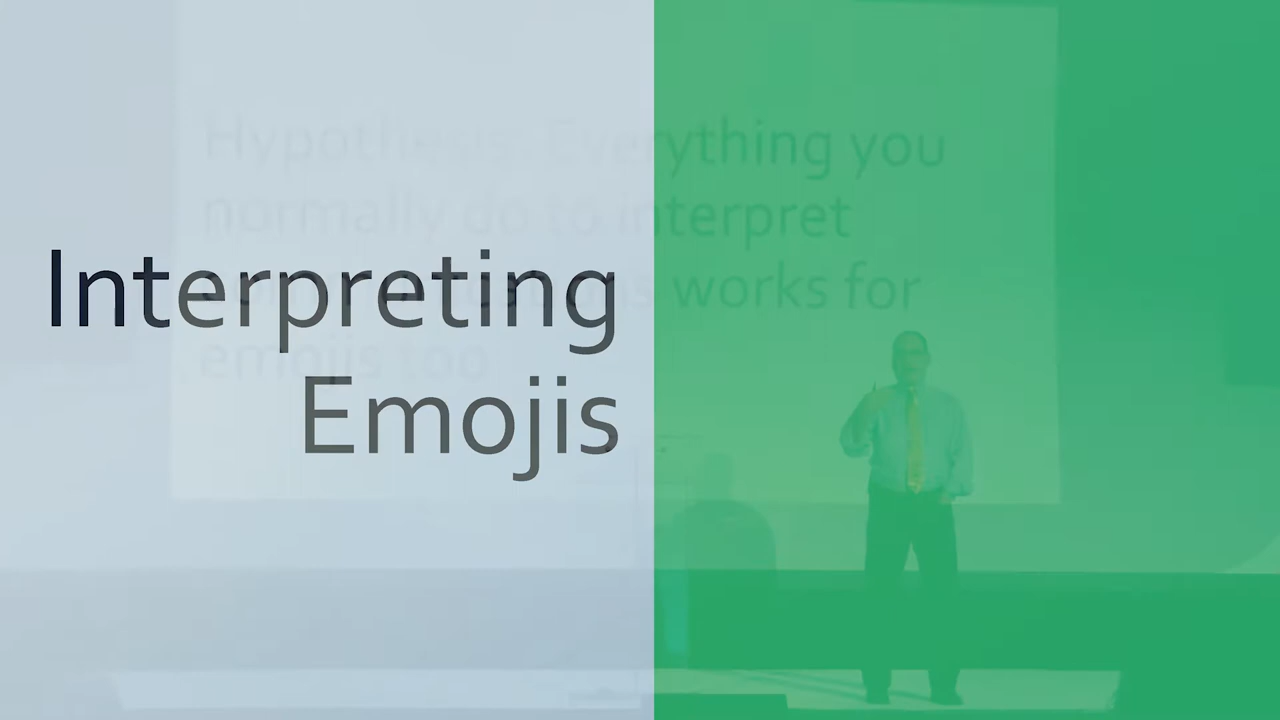 Hypothesis: Everything you
normally do to interpret
works for
emojis too
Interpreting
Emojis